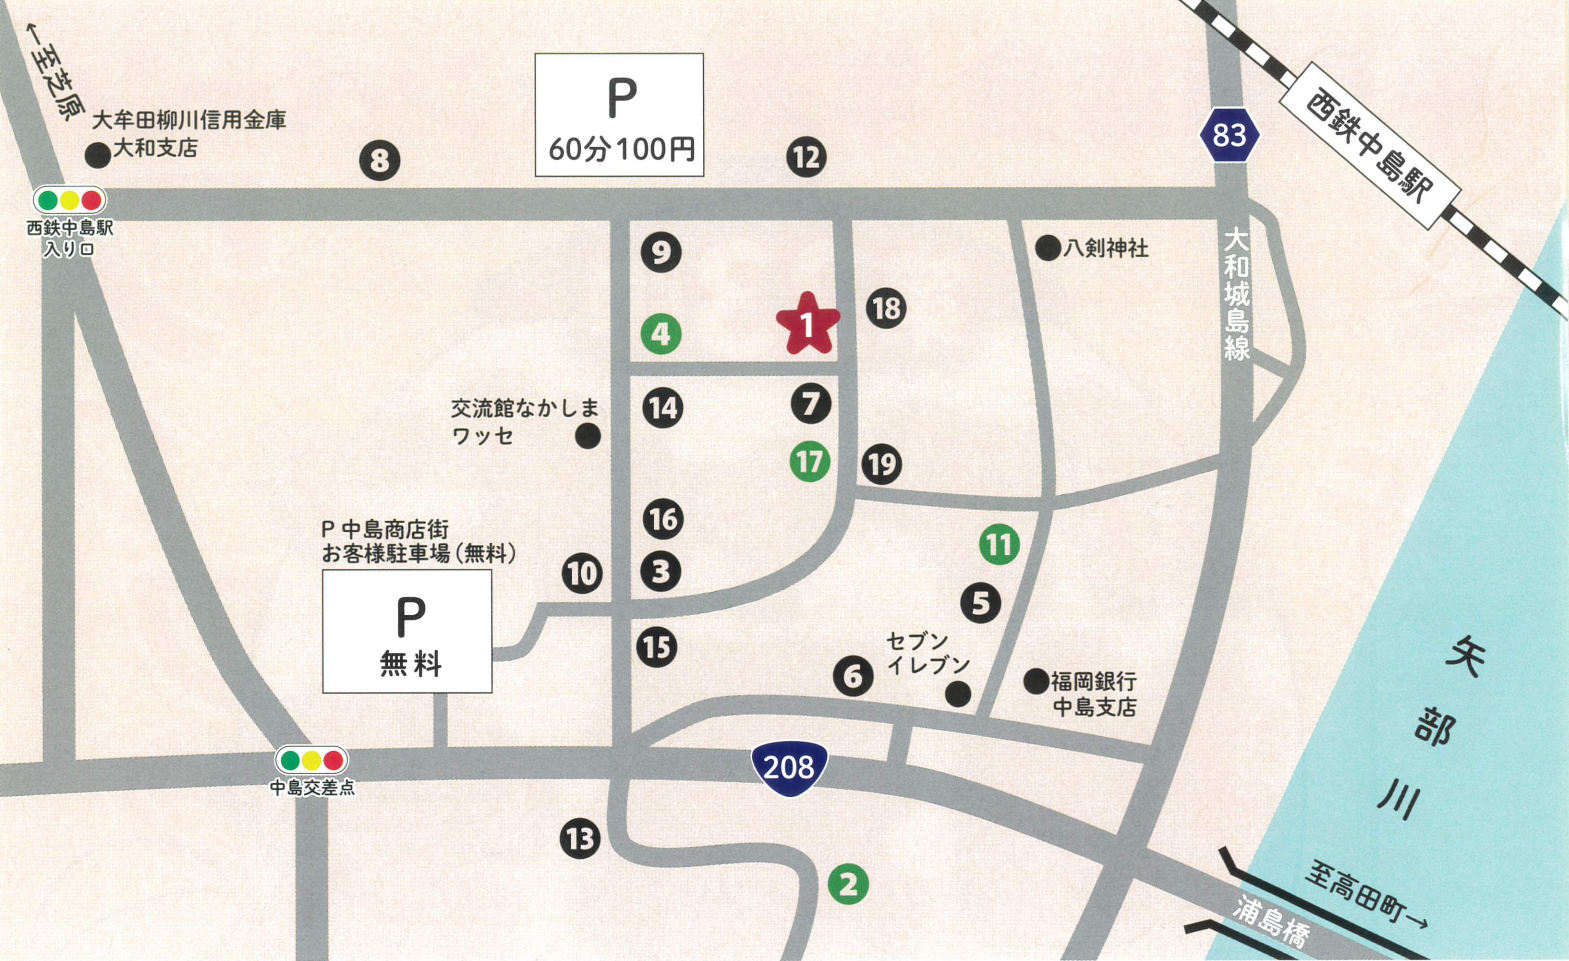 ←至芝原
大牟田柳川信用金庫
大和支店
8
P
60分100円
12
83
西鉄中島駅
西鉄中島駅
入り口
9
八剣神社
大和城島線
4
1
18
交流館なかしま
ワッセ
14
7
17
19
P 中島商店街
お客様駐車場(無料)
P
無料
16
10
3
11
5
15
6
セブン
イレブン
福岡銀行
中島支店
矢部川
208
中島交差点
13
2
至高田町→
浦島橋